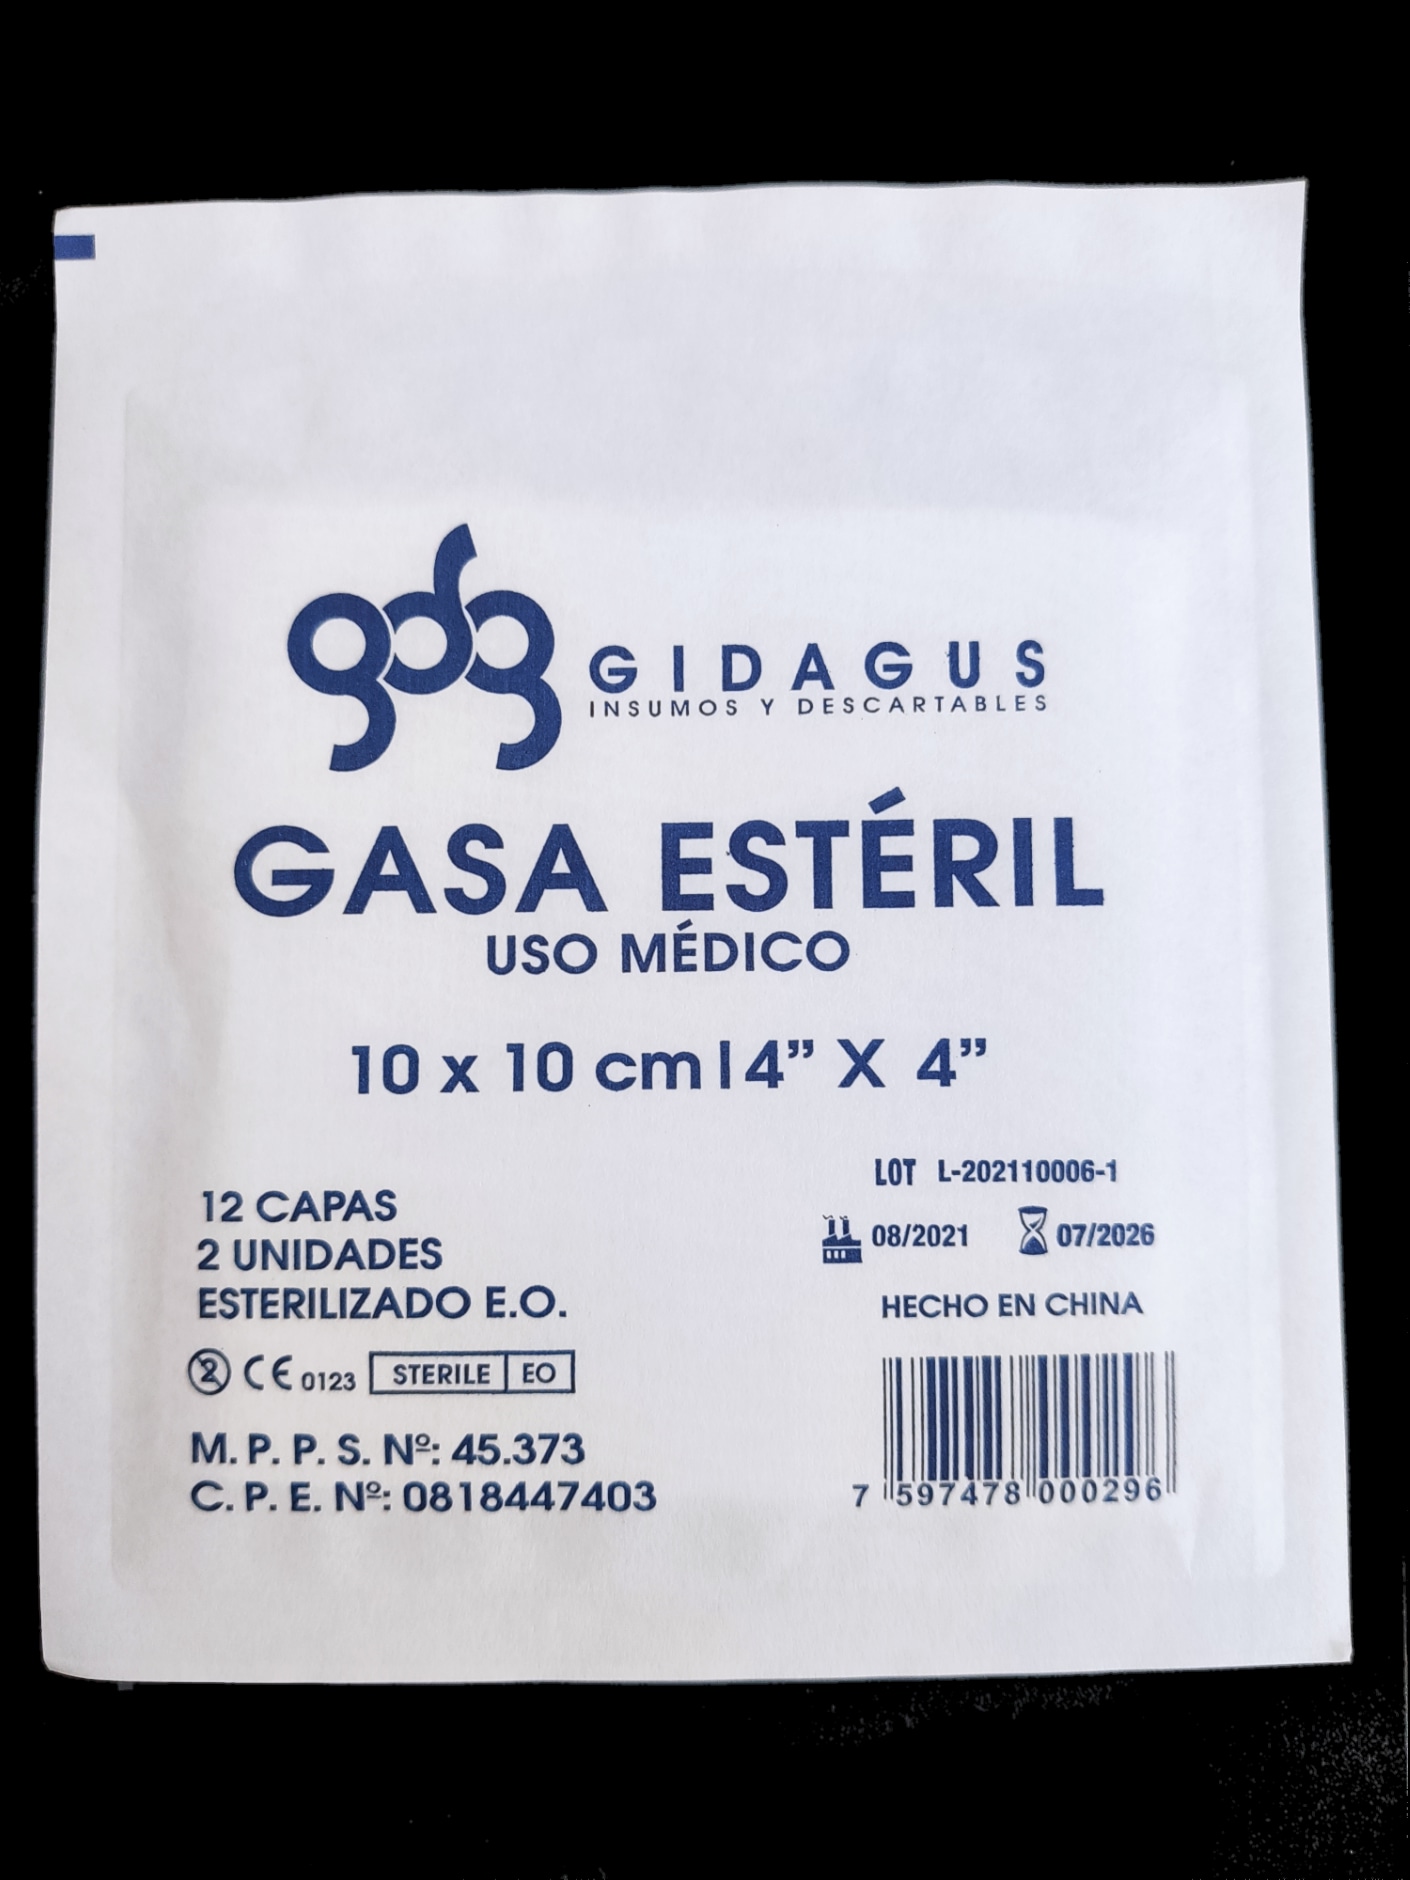 gdg
GIDAGUS
INSUMOS Y DESCARTABLES
GASA ESTÉRIL
USO MÉDICO
10 x 10 cm | 4” X 4”
12 CAPAS
2 UNIDADES
ESTERILIZADO E.O.
2 CE 0123 STERILE EO
M. P. P. S. Nº: 45.373
C. P. E. Nº: 0818447403
LOT L-202110006-1
08/2021 07/2026
HECHO EN CHINA
7 597478 000296